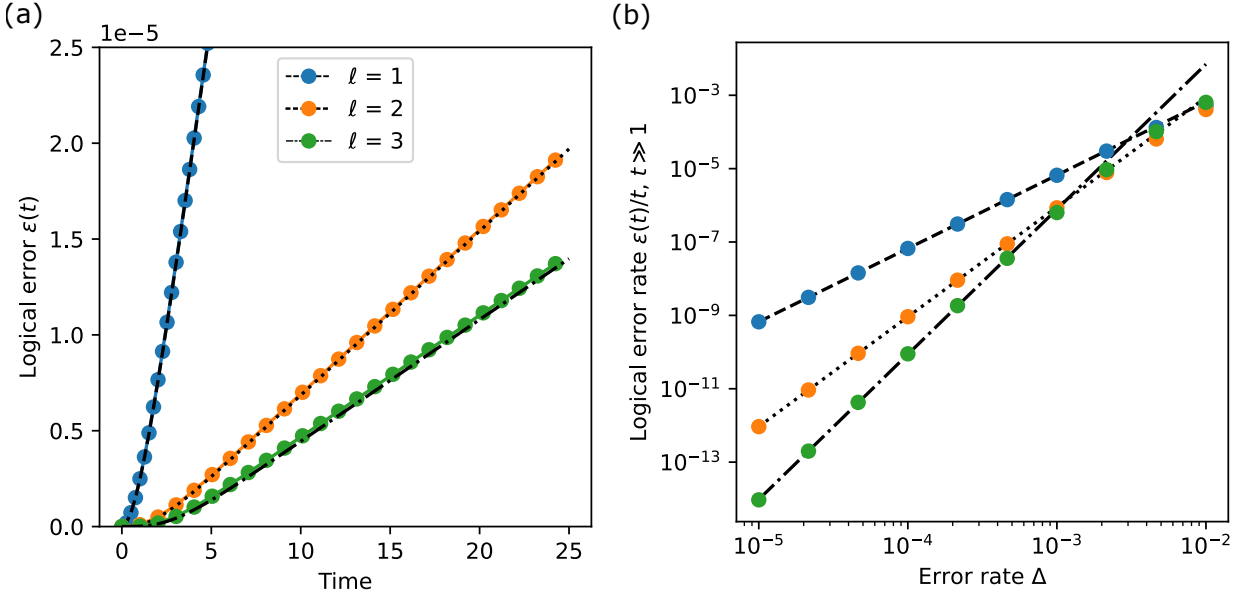 (a)
1e−5
2.5
2.0
1.5
1.0
0.5
0.0
Logical error ε(t)
ℓ = 1
ℓ = 2
ℓ = 3
0 5 10 15 20 25
Time
(b)
10⁻³
10⁻⁵
10⁻⁷
10⁻⁹
10⁻¹¹
10⁻¹³
Logical error rate ε(t)/t, t ≫ 1
10⁻⁵ 10⁻⁴ 10⁻³ 10⁻²
Error rate Δ